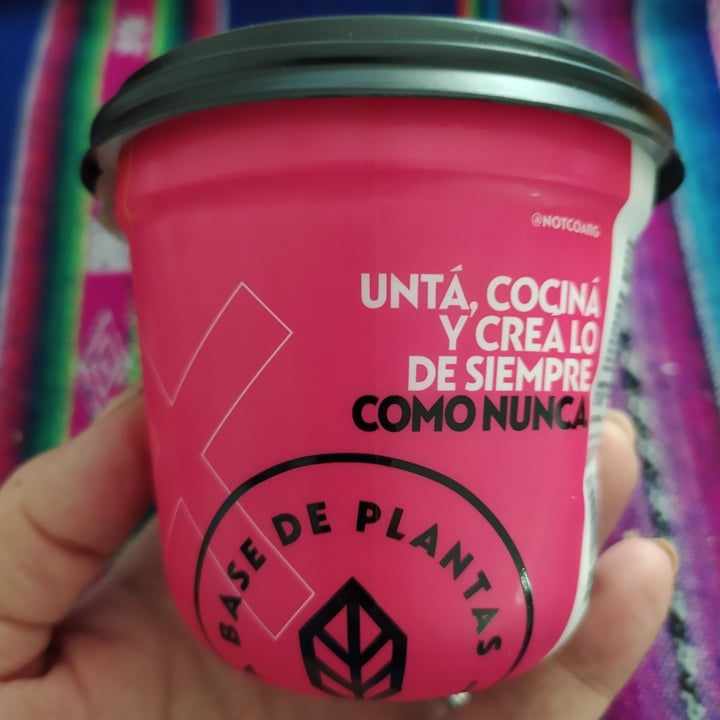 @NOTCOARG
UNTÁ, COCINÁ
Y CREÁ LO
DE SIEMPRE
COMO NUNCA.
BASE DE PLANTAS